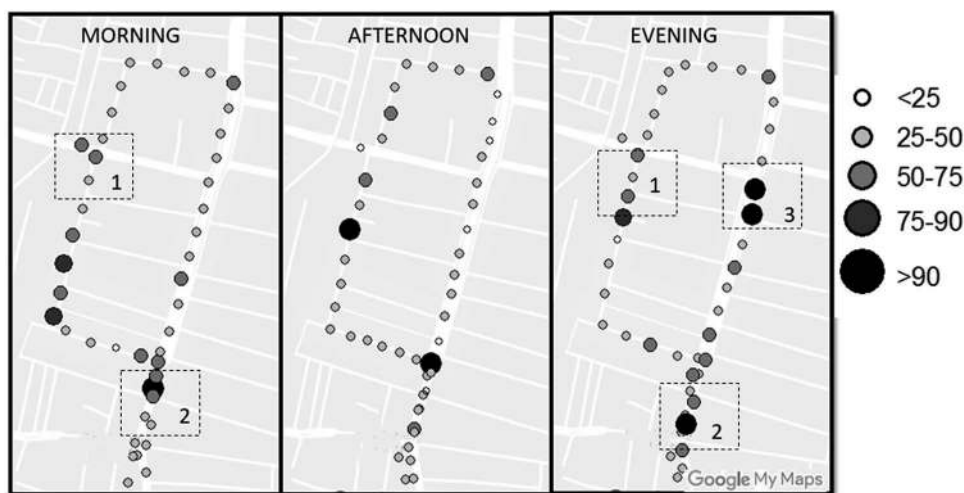 MORNING
AFTERNOON
EVENING
1
2
1
3
2
<25
25-50
50-75
75-90
>90
Google My Maps